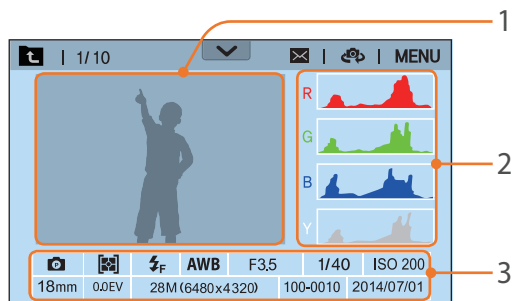 1
1/10 MENU
R
G
2
B
Y
P
F AWB F3.5 1/40 ISO 200
3
18mm 0.0EV 28M (6480x4320) 100-0010 2014/07/01